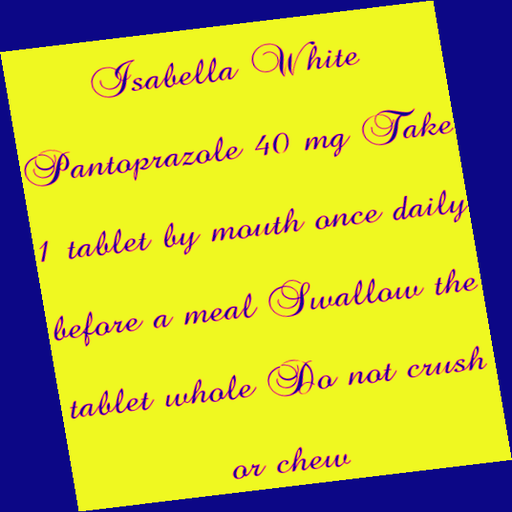 Isabella White
Pantoprazole 40 mg Take
1 tablet by mouth once daily
before a meal Swallow the
tablet whole Do not crush
or chew